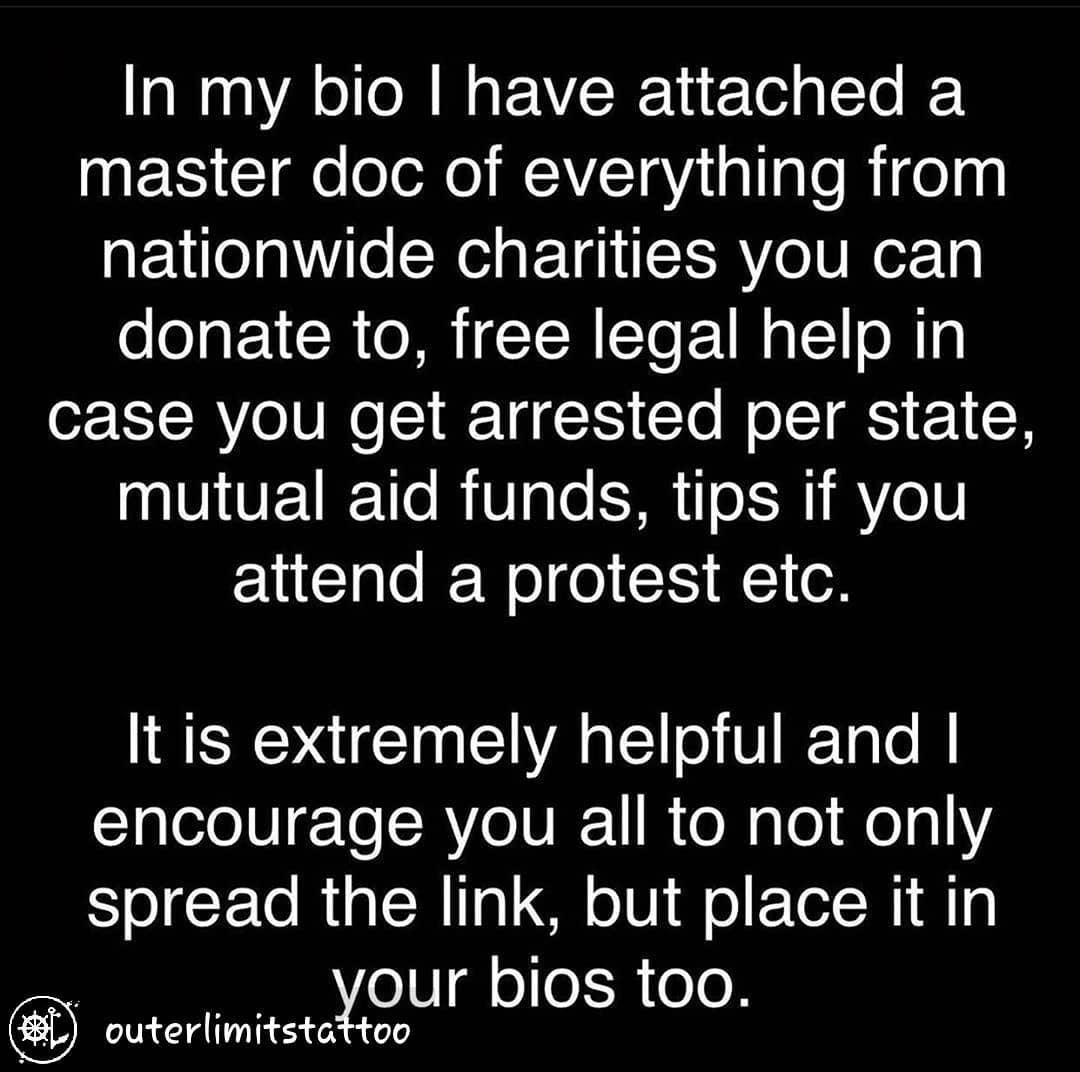 In my bio I have attached a
master doc of everything from
nationwide charities you can
donate to, free legal help in
case you get arrested per state,
mutual aid funds, tips if you
attend a protest etc.
It is extremely helpful and I
encourage you all to not only
spread the link, but place it in
your bios too.
outerlimitstattoo